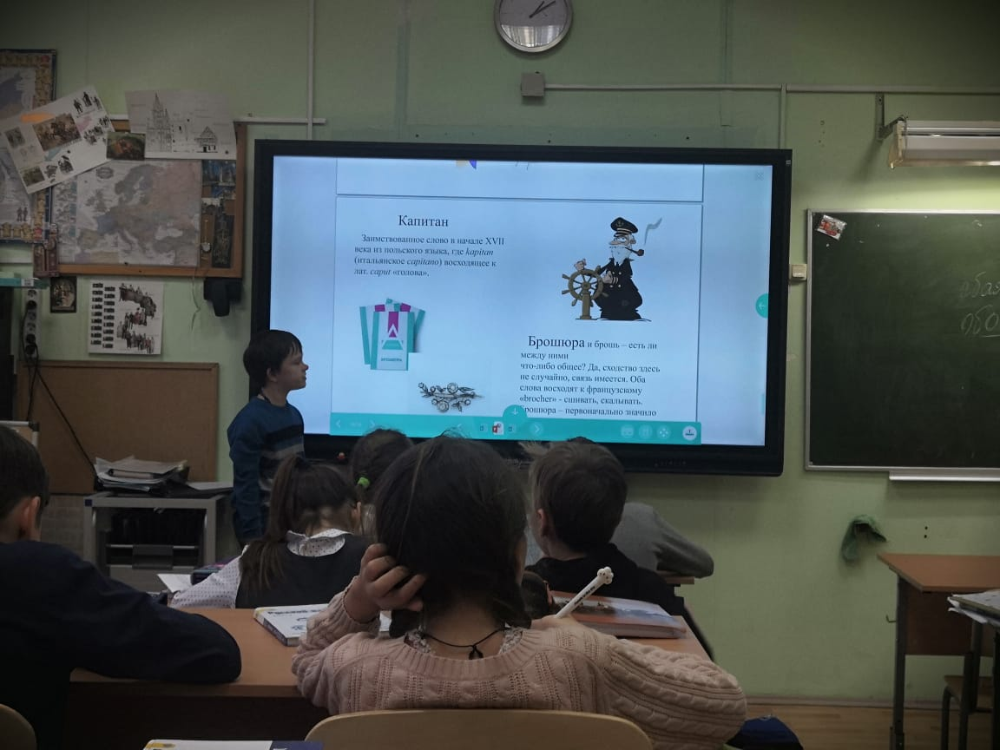 Капитан
Заимствованное слово в начале XVII
века из польского языка, где kapitan
(итальянское capitano) восходящее к
лат. caput «голова».
БРОШЮРА
Брошюра и брошь – есть ли
между ними
что-либо общее? Да, сходство здесь
не случайно, связь имеется. Оба
слова восходят к французскому
«brocher» - сшивать, скалывать.
Брошюра – первоначально значило
Русский